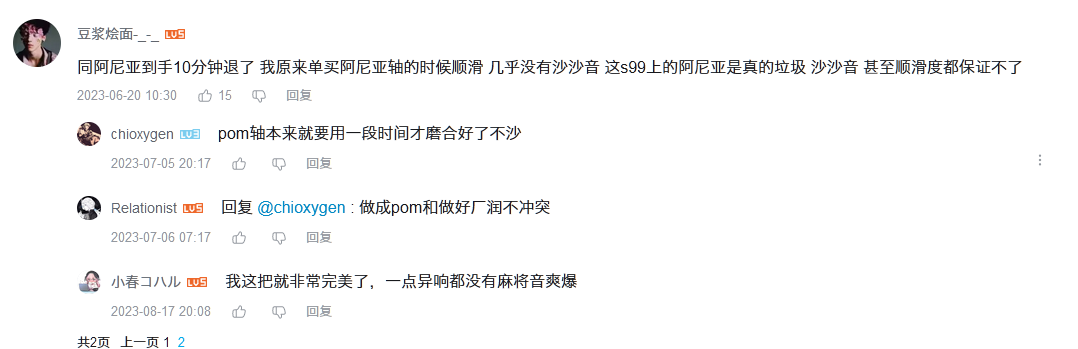 豆浆烩面-_-_ LV5
同阿尼亚到手10分钟退了 我原来单买阿尼亚轴的时候顺滑 几乎没有沙沙音 这s99上的阿尼亚是真的垃圾 沙沙音 甚至顺滑度都保证不了
2023-06-20 10:30 15 回复
chioxygen LV3 pom轴本来就要用一段时间才磨合好了不沙
2023-07-05 20:17 回复
Relationist LV5 回复 @chioxygen : 做成pom和做好厂润不冲突
2023-07-06 07:17 回复
小春コハル LV5 我这把就非常完美了，一点异响都没有麻将音爽爆
2023-08-17 20:08 回复
共2页 上一页 1 2